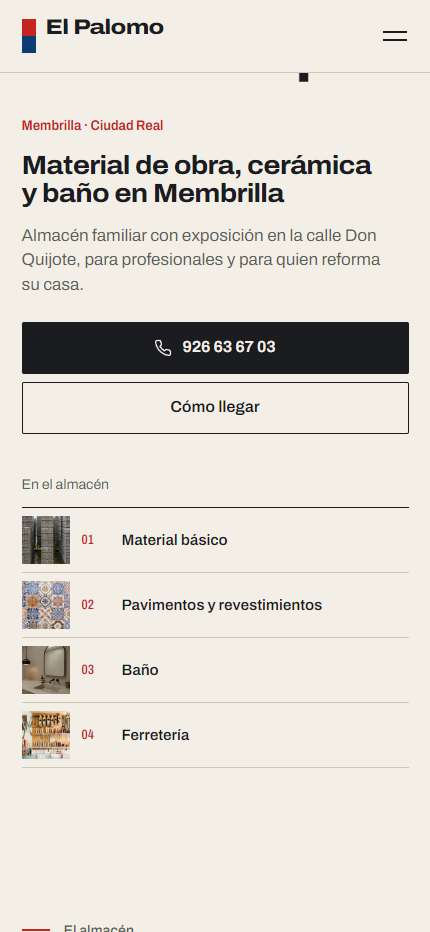 El Palomo
Membrilla · Ciudad Real
Material de obra, cerámica
y baño en Membrilla
Almacén familiar con exposición en la calle Don
Quijote, para profesionales y para quien reforma
su casa.
926 63 67 03
Cómo llegar
En el almacén
01 Material básico
02 Pavimentos y revestimientos
03 Baño
04 Ferretería
El almacén